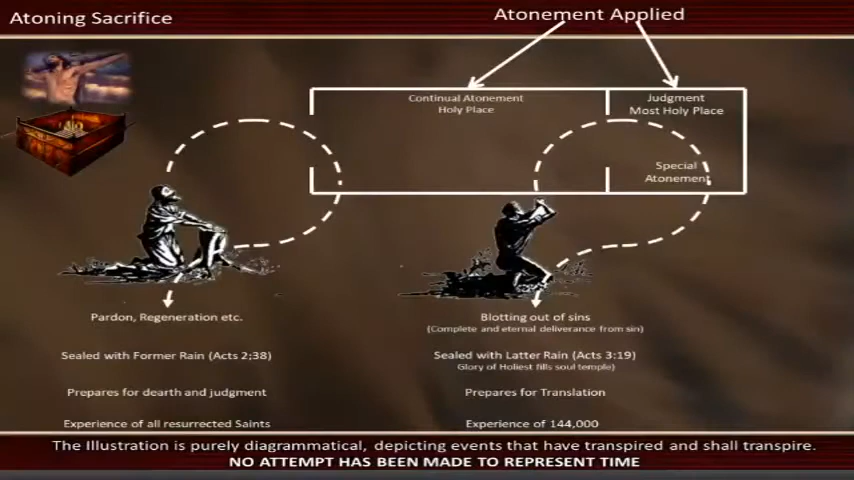 Atoning Sacrifice
Atonement Applied
Continual Atonement
Holy Place
Judgment
Most Holy Place
Special
Atonement
Pardon, Regeneration etc.
Sealed with Former Rain (Acts 2;38)
Prepares for dearth and judgment
Experience of all resurrected Saints
Blotting out of sins
(Complete and eternal deliverance from sin)
Sealed with Latter Rain (Acts 3:19)
Glory of Holiest fills soul temple)
Prepares for Translation
Experience of 144,000
The Illustration is purely diagrammatical, depicting events that have transpired and shall transpire.
NO ATTEMPT HAS BEEN MADE TO REPRESENT TIME